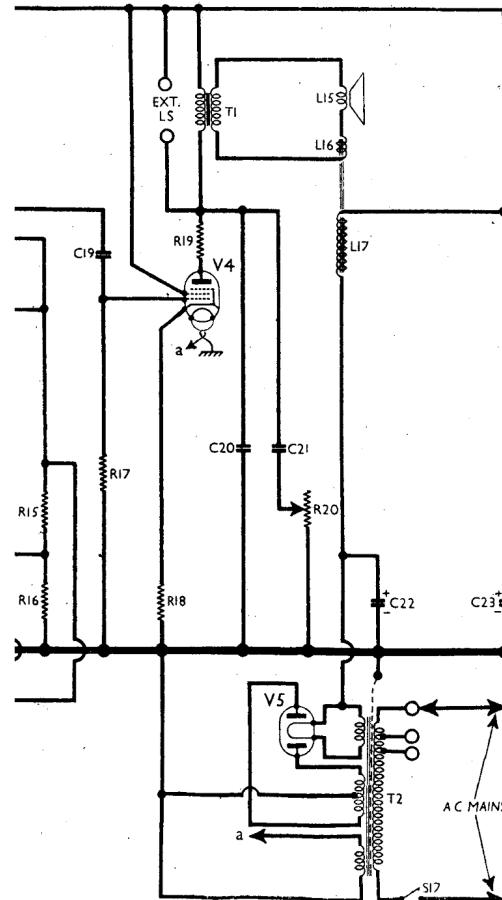 EXT.
LS
T1
L15
L16
R19
C19
V4
L17
a
C20
C21
R17
R20
R15
R16
R18
+
-
C22
+
-
C23
V5
T2
a
A C MAINS
S17